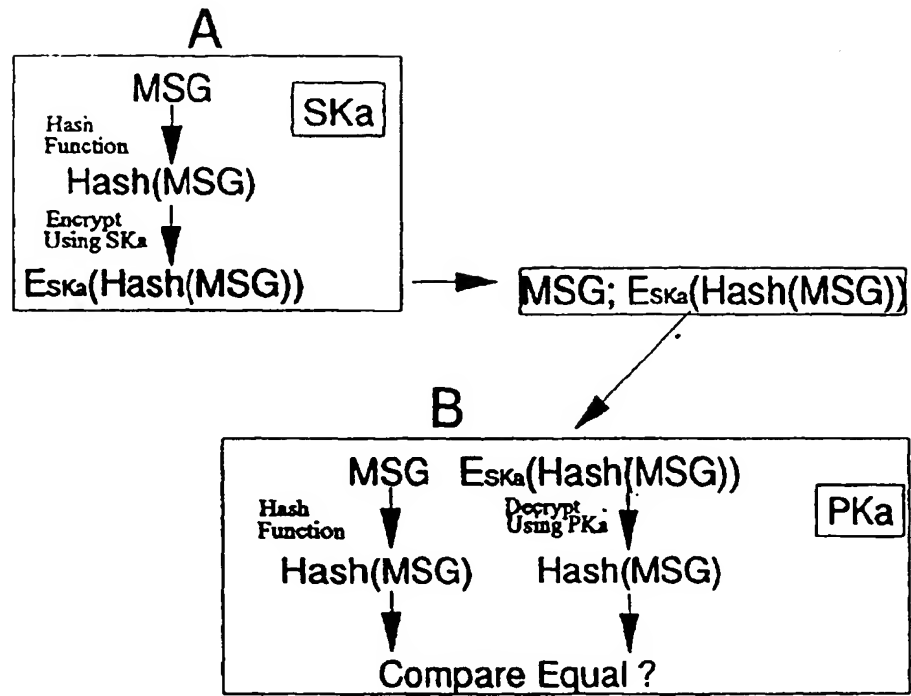 A
MSG
SKa
Hash
Function
Hash(MSG)
Encrypt
Using SKa
ESKa(Hash(MSG))
MSG; ESKa(Hash(MSG))
B
MSG ESKa(Hash(MSG))
PKa
Hash
Function
Decrypt
Using PKa
Hash(MSG) Hash(MSG)
Compare Equal ?